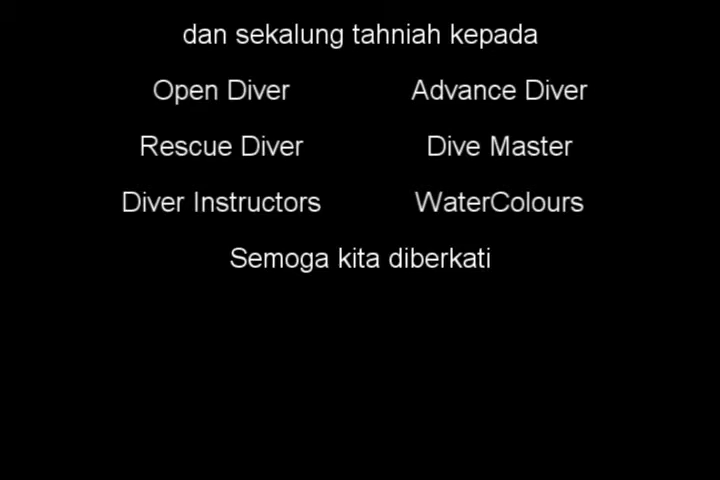 dan sekalung tahniah kepada
Open Diver Advance Diver
Rescue Diver Dive Master
Diver Instructors WaterColours
Semoga kita diberkati